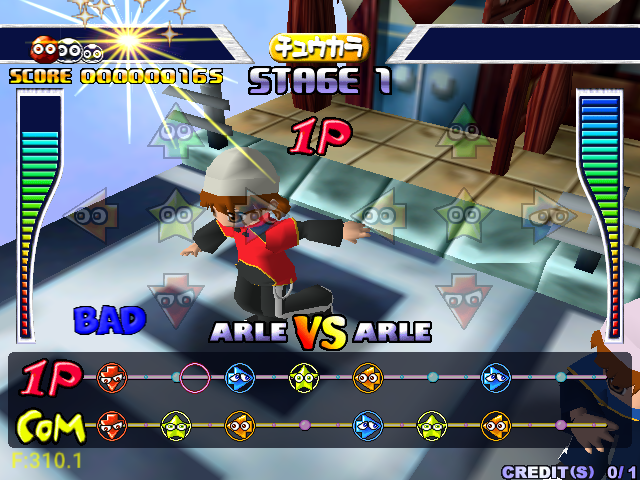 チュウカラ
SCORE 000000165
STAGE 1
1P
BAD
ARLE VS ARLE
1P
COM
F:310.1
CREDIT(S) 0/1